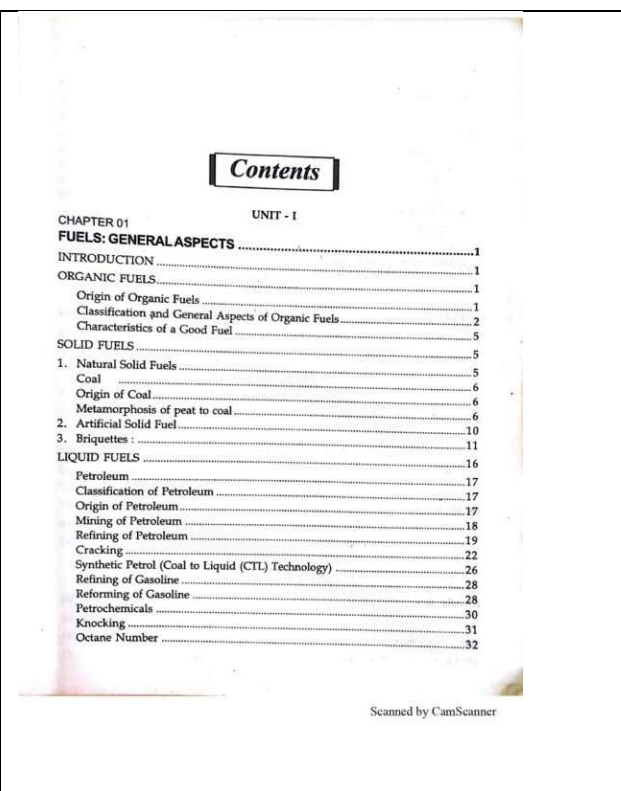 Contents
UNIT - I
CHAPTER 01
FUELS: GENERAL ASPECTS ...1
INTRODUCTION ...1
ORGANIC FUELS...1
Origin of Organic Fuels ...1
Classification and General Aspects of Organic Fuels...2
Characteristics of a Good Fuel ...5
SOLID FUELS...5
1. Natural Solid Fuels...5
Coal ...6
Origin of Coal...6
Metamorphosis of peat to coal...6
2. Artificial Solid Fuel...10
3. Briquettes : ...11
LIQUID FUELS ...16
Petroleum ...17
Classification of Petroleum ...17
Origin of Petroleum...17
Mining of Petroleum ...18
Refining of Petroleum ...19
Cracking ...22
Synthetic Petrol (Coal to Liquid (CTL) Technology) ...26
Refining of Gasoline ...28
Reforming of Gasoline ...28
Petrochemicals ...30
Knocking ...31
Octane Number ...32
Scanned by CamScanner